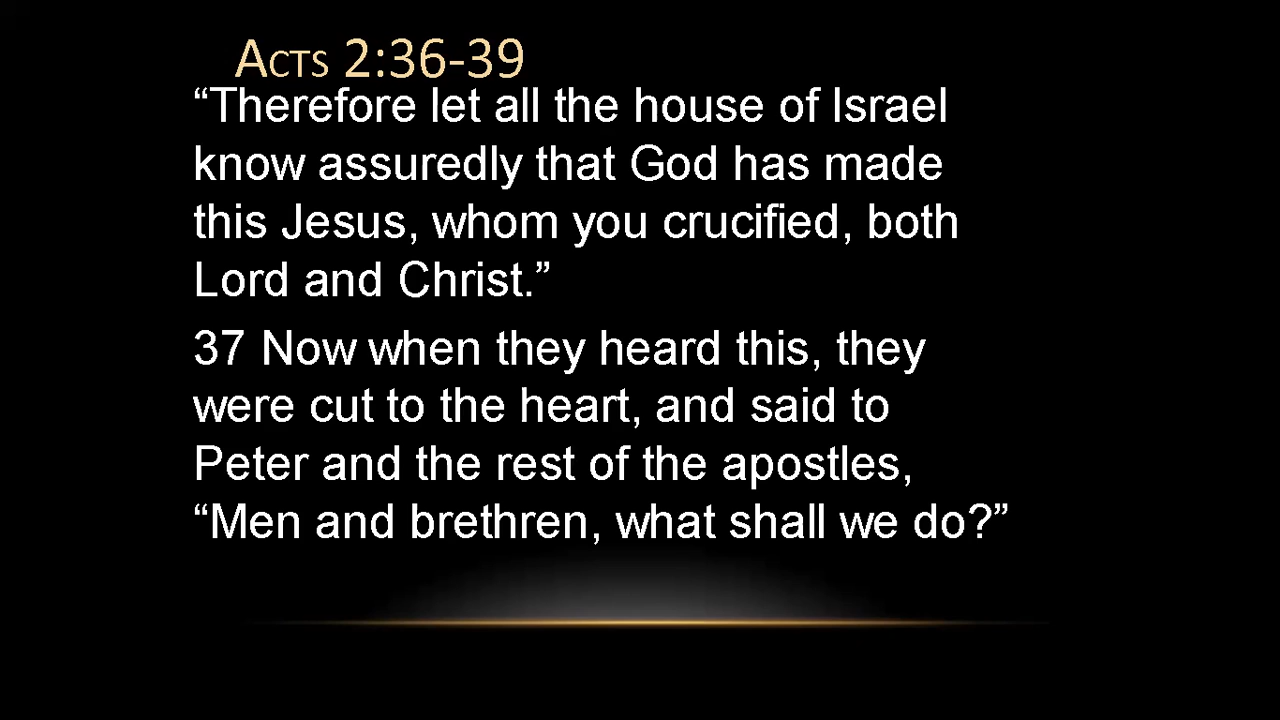 Acts 2:36-39
“Therefore let all the house of Israel
know assuredly that God has made
this Jesus, whom you crucified, both
Lord and Christ.”
37 Now when they heard this, they
were cut to the heart, and said to
Peter and the rest of the apostles,
“Men and brethren, what shall we do?”